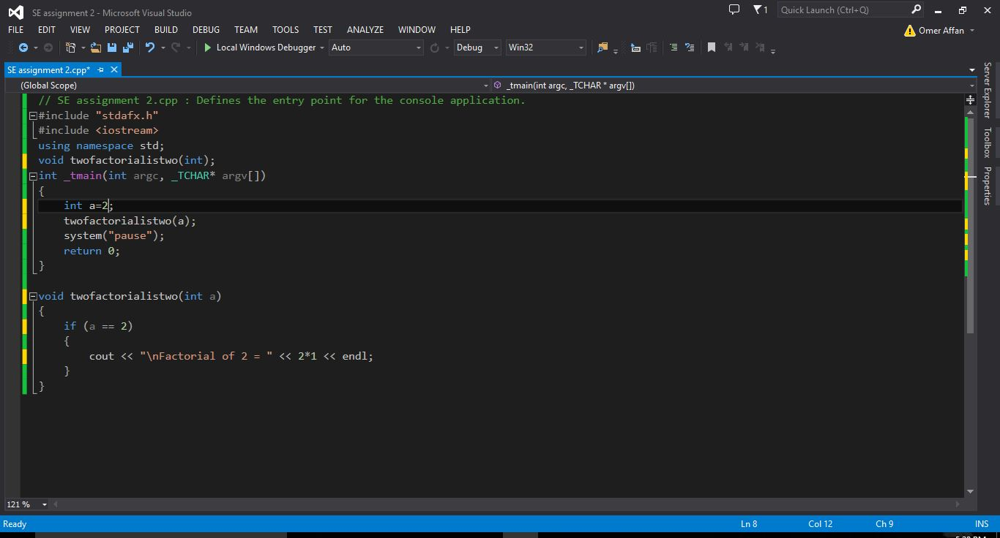 SE assignment 2 - Microsoft Visual Studio
1
Quick Launch (Ctrl+Q)
FILE EDIT VIEW PROJECT BUILD DEBUG TEAM TOOLS TEST ANALYZE WINDOW HELP
Omer Affan
Local Windows Debugger Auto Debug Win32
SE assignment 2.cpp*
(Global Scope) _tmain(int argc, _TCHAR * argv[])
// SE assignment 2.cpp : Defines the entry point for the console application.
#include "stdafx.h"
#include <iostream>
using namespace std;
void twofactorialistwo(int);
int _tmain(int argc, _TCHAR* argv[])
{
int a=2;
twofactorialistwo(a);
system("pause");
return 0;
}
void twofactorialistwo(int a)
{
if (a == 2)
{
cout << "\nFactorial of 2 = " << 2*1 << endl;
}
}
Server Explorer
Toolbox
Properties
121 %
Ready Ln 8 Col 12 Ch 9 INS